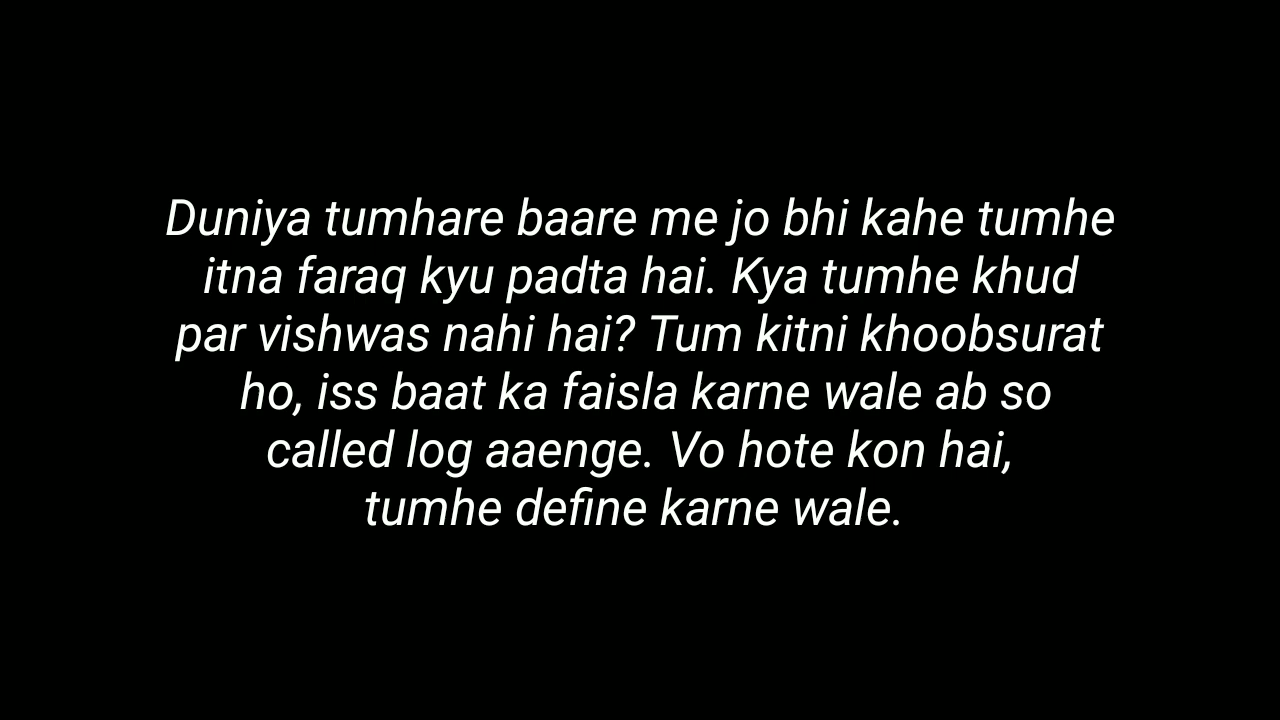 Duniya tumhare baare me jo bhi kahe tumhe
itna faraq kyu padta hai. Kya tumhe khud
par vishwas nahi hai? Tum kitni khoobsurat
ho, iss baat ka faisla karne wale ab so
called log aaenge. Vo hote kon hai,
tumhe define karne wale.